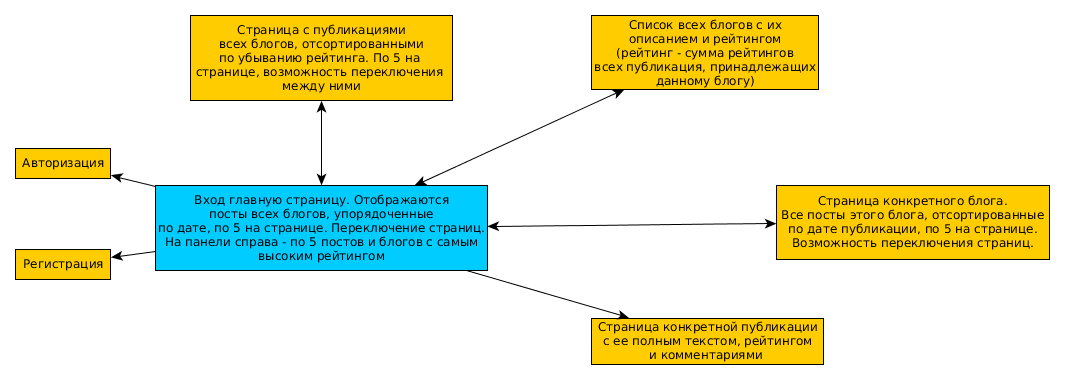 Страница с публикациями
всех блогов, отсортированными
по убыванию рейтинга. По 5 на
странице, возможность переключения
между ними
Список всех блогов с их
описанием и рейтингом
(рейтинг - сумма рейтингов
всех публикация, принадлежащих
данному блогу)
Авторизация
Вход главную страницу. Отображаются
посты всех блогов, упорядоченные
по дате, по 5 на странице. Переключение страниц.
На панели справа - по 5 постов и блогов с самым
высоким рейтингом
Страница конкретного блога.
Все посты этого блога, отсортированные
по дате публикации, по 5 на странице.
Возможность переключения страниц.
Регистрация
Страница конкретной публикации
с ее полным текстом, рейтингом
и комментариями